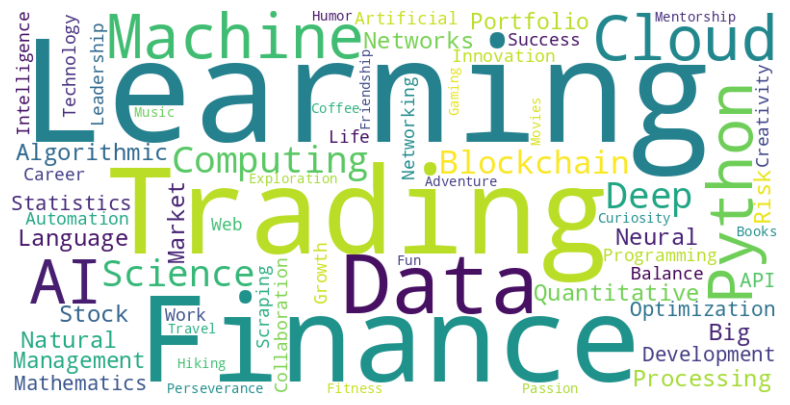 Humor
Artificial
Portfolio
Mentorship
Machine
Networks
Success
Cloud
Intelligence
Technology
Leadership
Learning
Innovation
Friendship
Gaming
Movies
Music
Coffee
Life
Networking
Python
Creativity
Algorithmic
Computing
Blockchain
Career
Exploration
Adventure
Trading
Deep
Risk
Statistics
Automation
Web
Curiosity
Language
Market
Neural
Books
Programming
AI
Science
Scraping
Collaboration
Growth
Fun
Data
Balance
API
Quantitative
Stock
Work
Finance
Optimization
Travel
Natural
Big
Management
Hiking
Development
Mathematics
Perseverance
Fitness
Passion
Processing